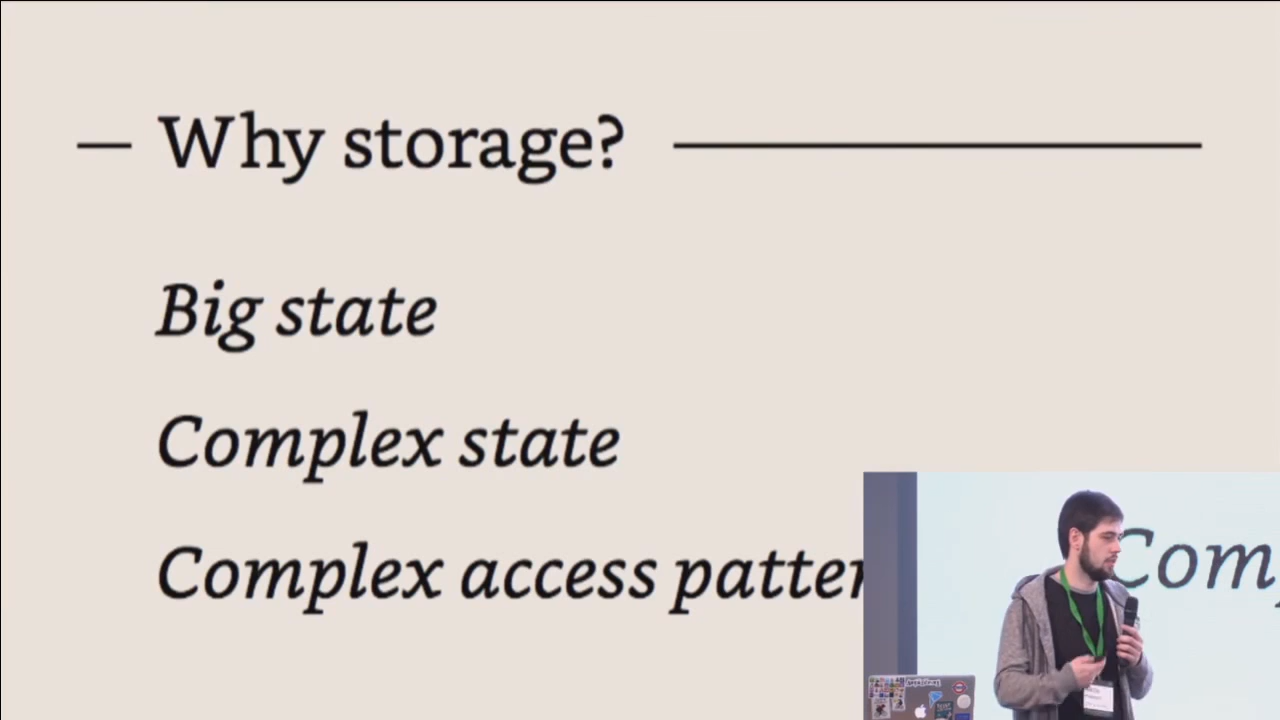 Why storage?
Big state
Complex state
Complex access patter
Com